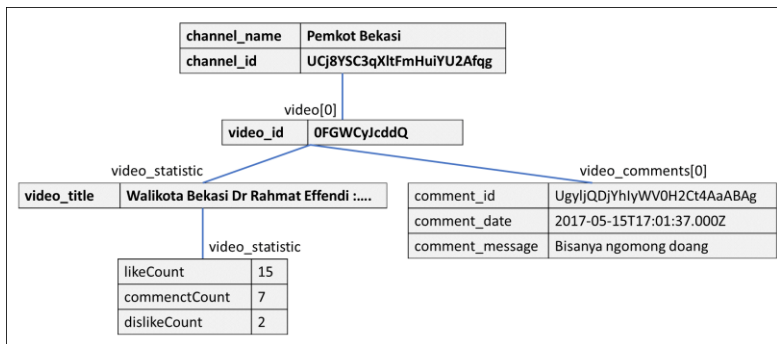 channel_name Pemkot Bekasi
channel_id UCj8YSC3qXltFmHuiYU2Afqg
video[0]
video_id 0FGWCyJcddQ
video_statistic
video_comments[0]
video_title Walikota Bekasi Dr Rahmat Effendi :....
comment_id UgyIjQDjYhIyWV0H2Ct4AaABAg
comment_date 2017-05-15T17:01:37.000Z
comment_message Bisanya ngomong doang
video_statistic
likeCount 15
commenctCount 7
dislikeCount 2